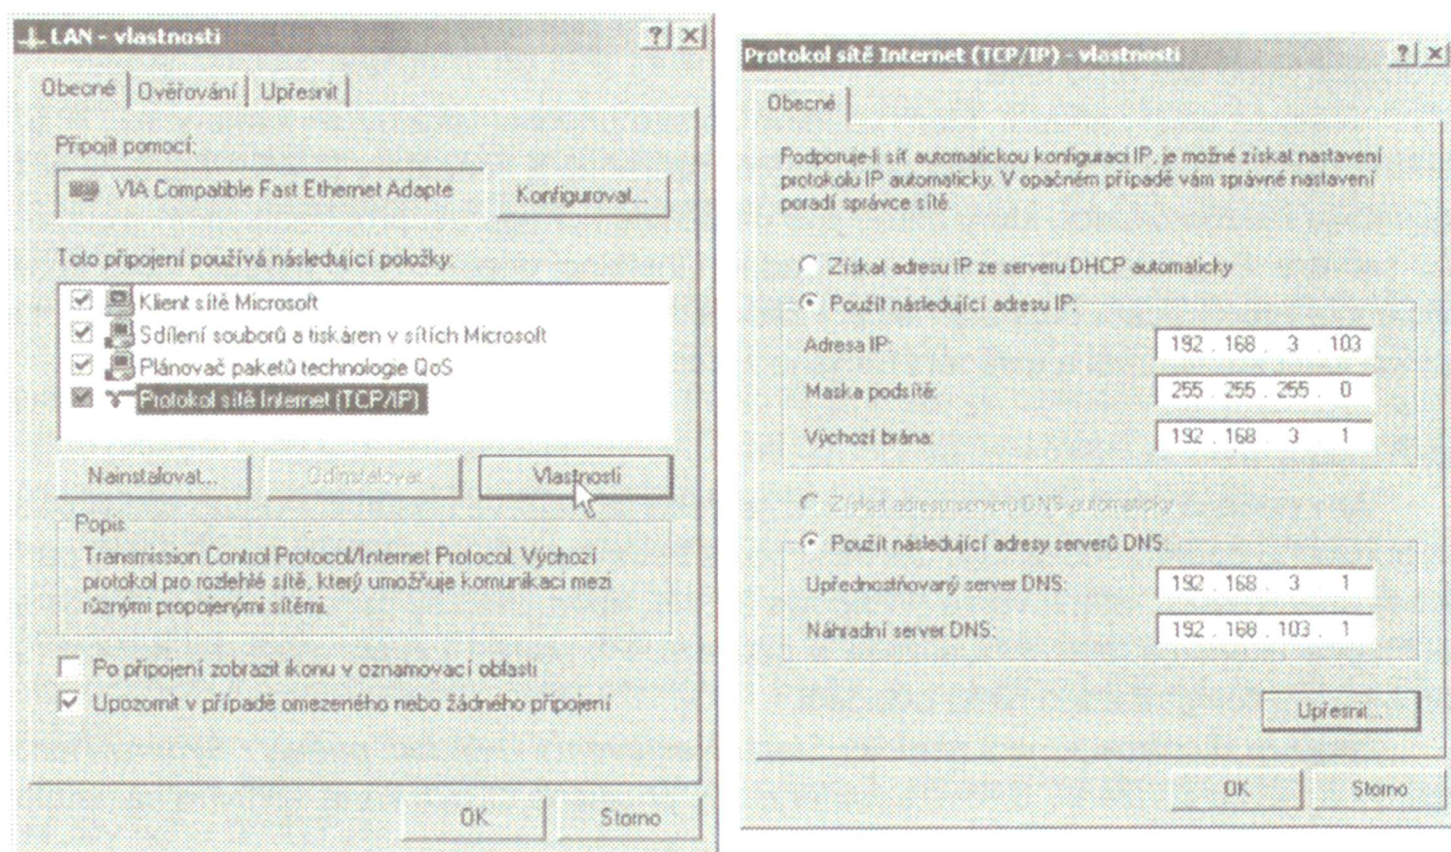 LAN - vlastnosti
Obecné
Ověřování
Upřesnit
Připojit pomocí:
VIA Compatible Fast Ethernet Adapte
Konfigurovat...
Toto připojení používá následující položky:
Klient sítě Microsoft
Sdílení souborů a tiskáren v sítích Microsoft
Plánovač paketů technologie QoS
Protokol sítě Internet (TCP/IP)
Nainstalovat...
Odinstalovat
Vlastnosti
Popis
Transmission Control Protocol/Internet Protocol. Výchozí
protokol pro rozlehlé sítě, který umožňuje komunikaci mezi
různými propojenými sítěmi.
Po připojení zobrazit ikonu v oznamovací oblasti
Upozornit v případě omezeného nebo žádného připojení
OK
Storno
Protokol sítě Internet (TCP/IP) - vlastnosti
Obecné
Podporuje-li síť automatickou konfiguraci IP, je možné získat nastavení
protokolu IP automaticky. V opačném případě vám správné nastavení
poradí správce sítě.
Získat adresu IP ze serveru DHCP automaticky
Použít následující adresu IP:
Adresa IP: 192 . 168 . 3 . 103
Maska podsítě: 255 . 255 . 255 . 0
Výchozí brána: 192 . 168 . 3 . 1
Získat adresu serveru DNS automaticky
Použít následující adresy serverů DNS:
Upřednostňovaný server DNS: 192 . 168 . 3 . 1
Náhradní server DNS: 192 . 168 . 103 . 1
Upřesnit...
OK
Storno